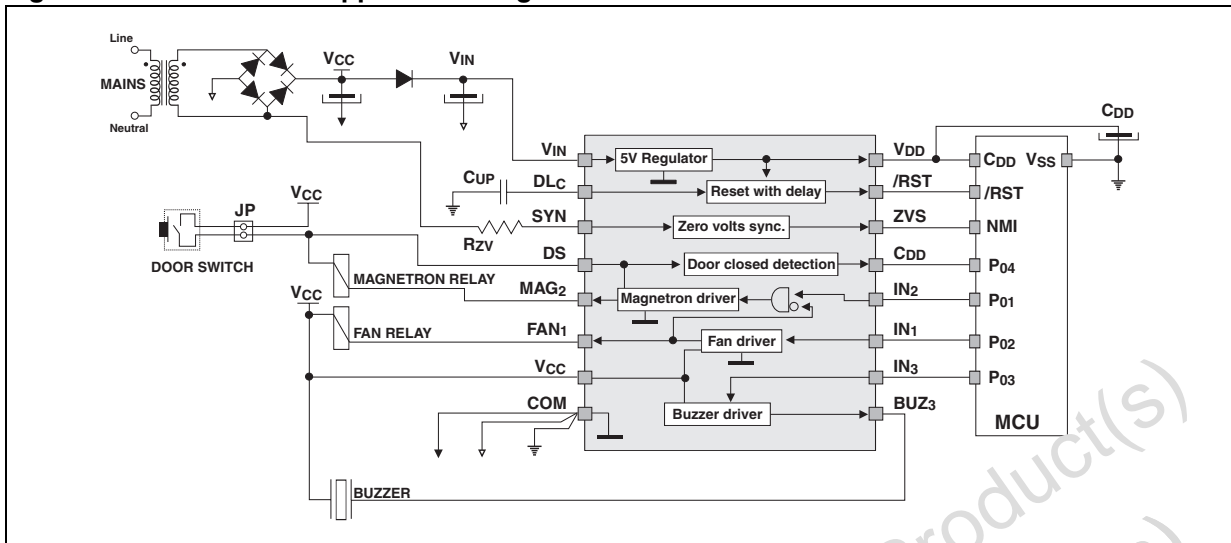 Line
MAINS
Neutral
VCC
VIN
CDD
VIN
5V Regulator
VDD
CDD
VSS
CUP
DLC
Reset with delay
/RST
/RST
VCC
JP
SYN
Zero volts sync.
ZVS
NMI
RZV
DOOR SWITCH
DS
Door closed detection
CDD
P04
MAGNETRON RELAY
MAG2
Magnetron driver
IN2
P01
VCC
FAN RELAY
FAN1
Fan driver
IN1
P02
VCC
IN3
P03
COM
Buzzer driver
BUZ3
MCU
BUZZER
Product(s)